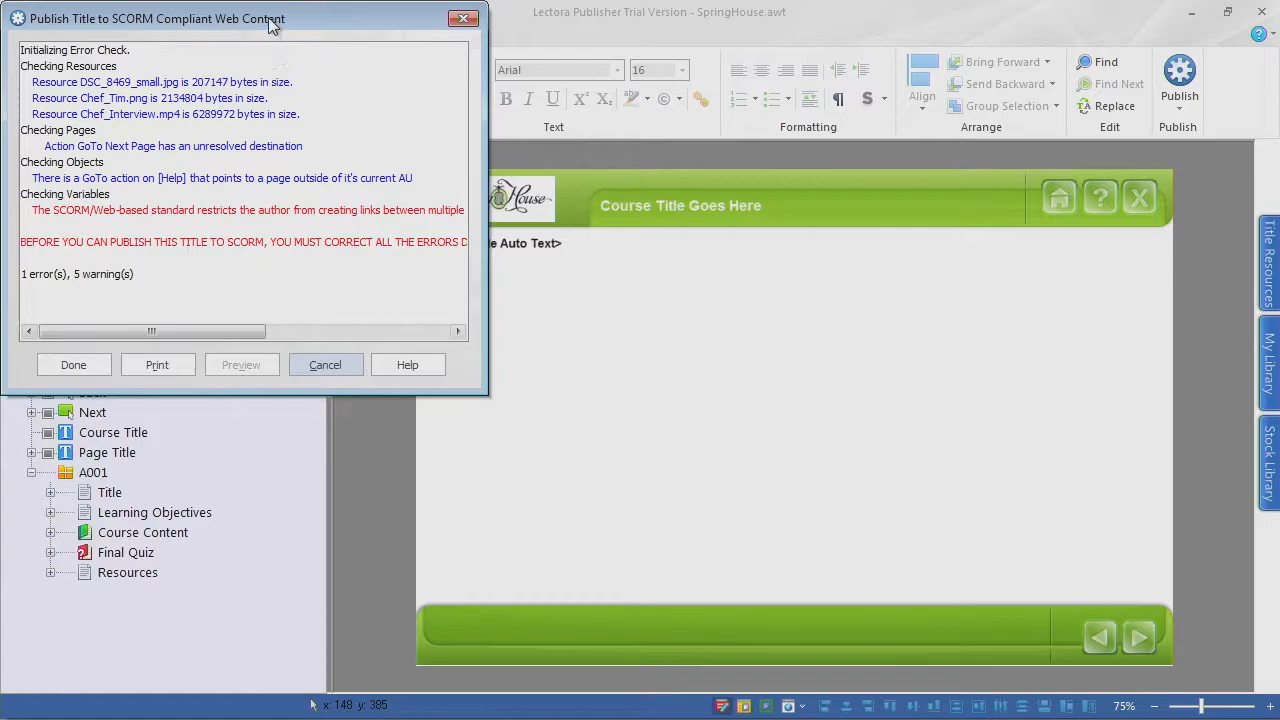 Publish Title to SCORM Compliant Web Content
Lectora Publisher Trial Version - SpringHouse.awt
Initializing Error Check.
Checking Resources
Resource DSC_8469_small.jpg is 207147 bytes in size.
Resource Chef_Tim.png is 2134804 bytes in size.
Resource Chef_Interview.mp4 is 6289972 bytes in size.
Checking Pages
Action GoTo Next Page has an unresolved destination
Checking Objects
There is a GoTo action on [Help] that points to a page outside of it's current AU
Checking Variables
The SCORM/Web-based standard restricts the author from creating links between multiple
BEFORE YOU CAN PUBLISH THIS TITLE TO SCORM, YOU MUST CORRECT ALL THE ERRORS D
1 error(s), 5 warning(s)
Done
Print
Preview
Cancel
Help
Arial
16
B I U X² X₂
Text
Formatting
Align
Bring Forward
Send Backward
Group Selection
Arrange
Find
Find Next
Replace
Edit
Publish
Publish
House
Course Title Goes Here
e Auto Text>
Next
Course Title
Page Title
A001
Title
Learning Objectives
Course Content
Final Quiz
Resources
Title Resources
My Library
Stock Library
x: 148 y: 385
75%